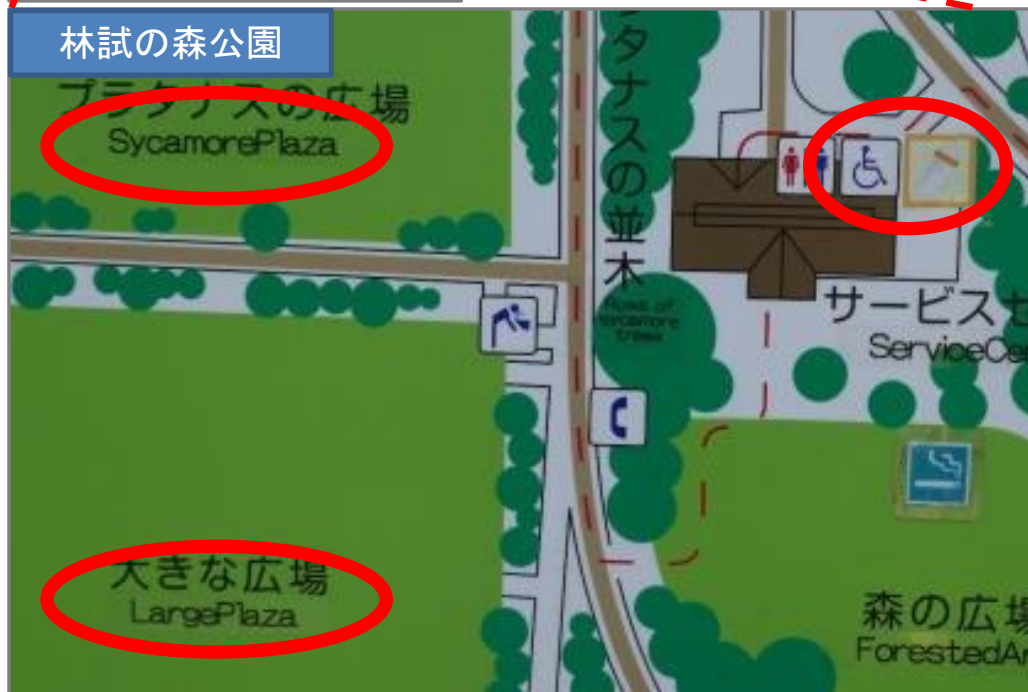 林試の森公園
プラタナスの広場
SycamorePlaza
タナスの並木
Rows of
sycamore
trees
サービスセ
ServiceCe
大きな広場
LargePlaza
森の広場
ForestedAr